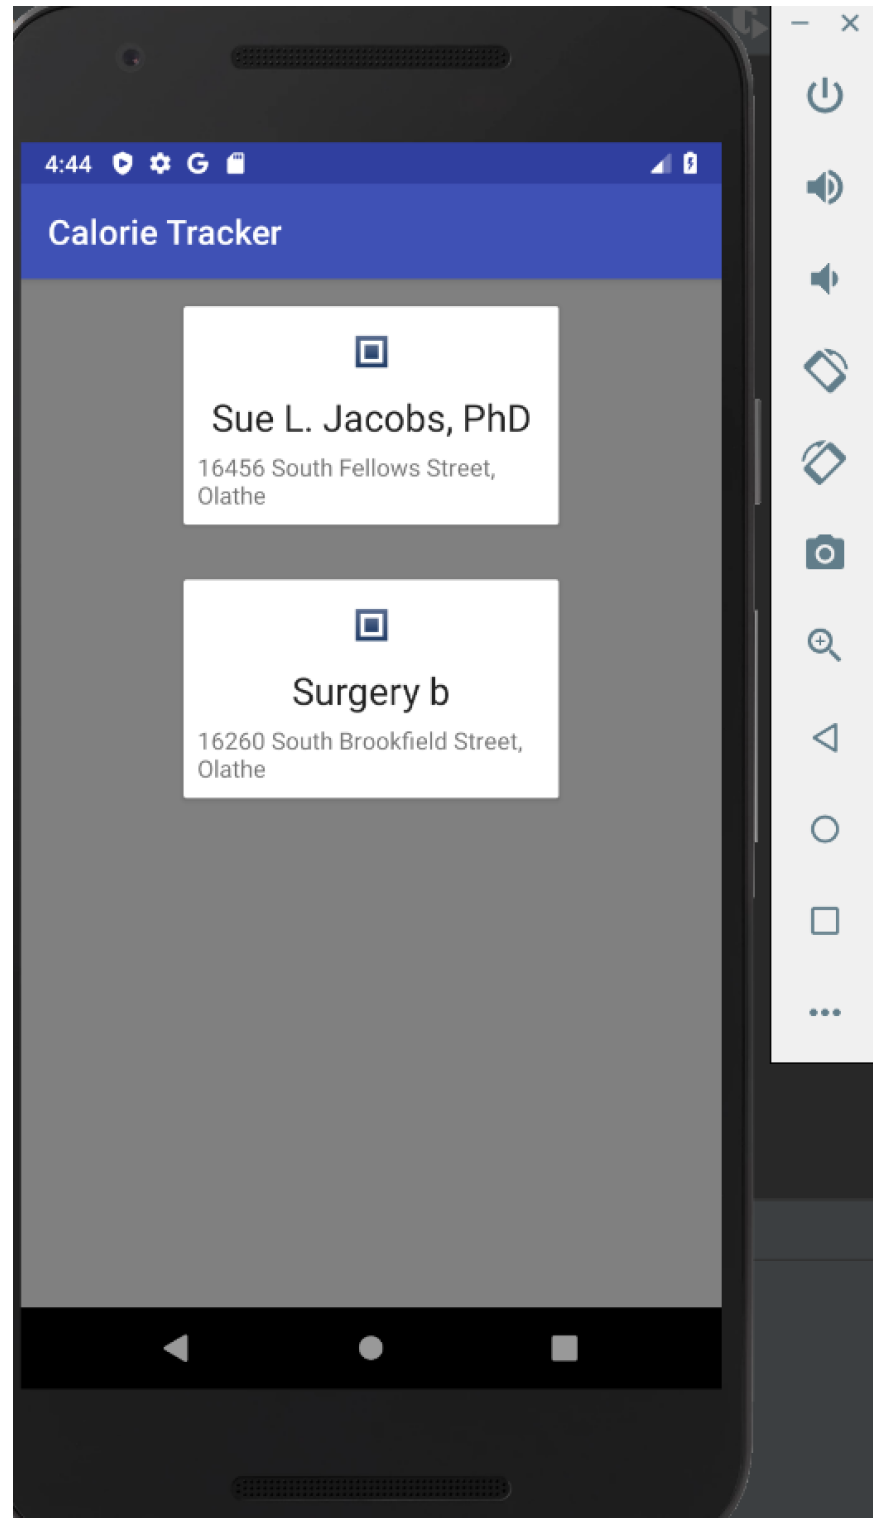 4:44
Calorie Tracker
Sue L. Jacobs, PhD
16456 South Fellows Street,
Olathe
Surgery b
16260 South Brookfield Street,
Olathe